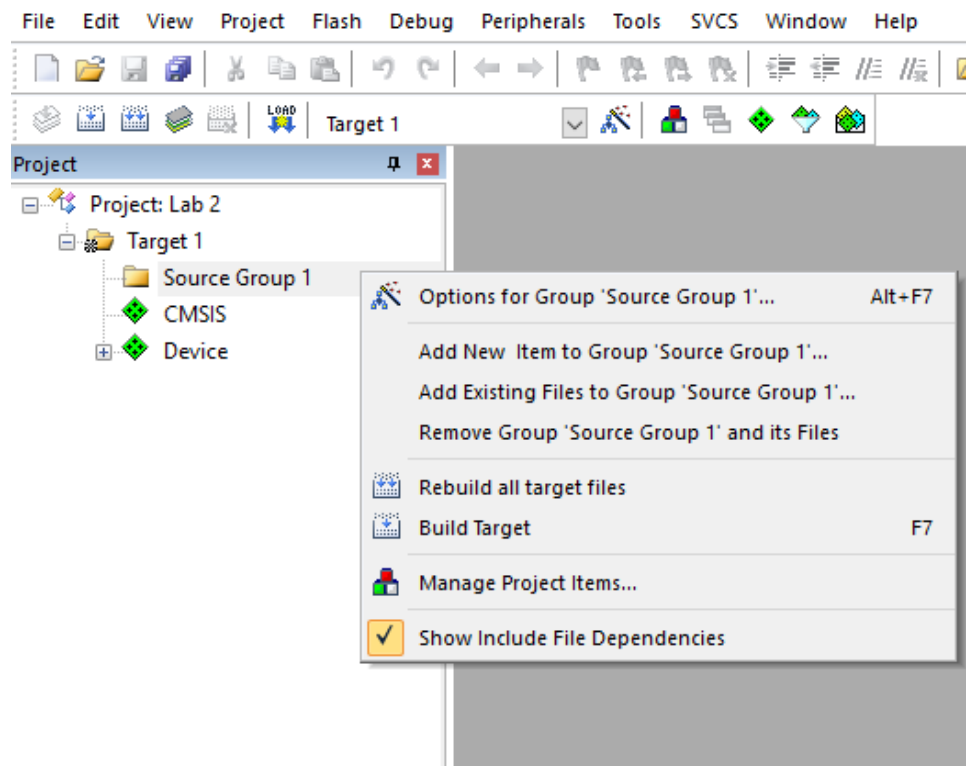 File Edit View Project Flash Debug Peripherals Tools SVCS Window Help
LOAD Target 1
Project
Project: Lab 2
Target 1
Source Group 1
CMSIS
Device
Options for Group 'Source Group 1'... Alt+F7
Add New  Item to Group 'Source Group 1'...
Add Existing Files to Group 'Source Group 1'...
Remove Group 'Source Group 1' and its Files
Rebuild all target files
Build Target F7
Manage Project Items...
Show Include File Dependencies